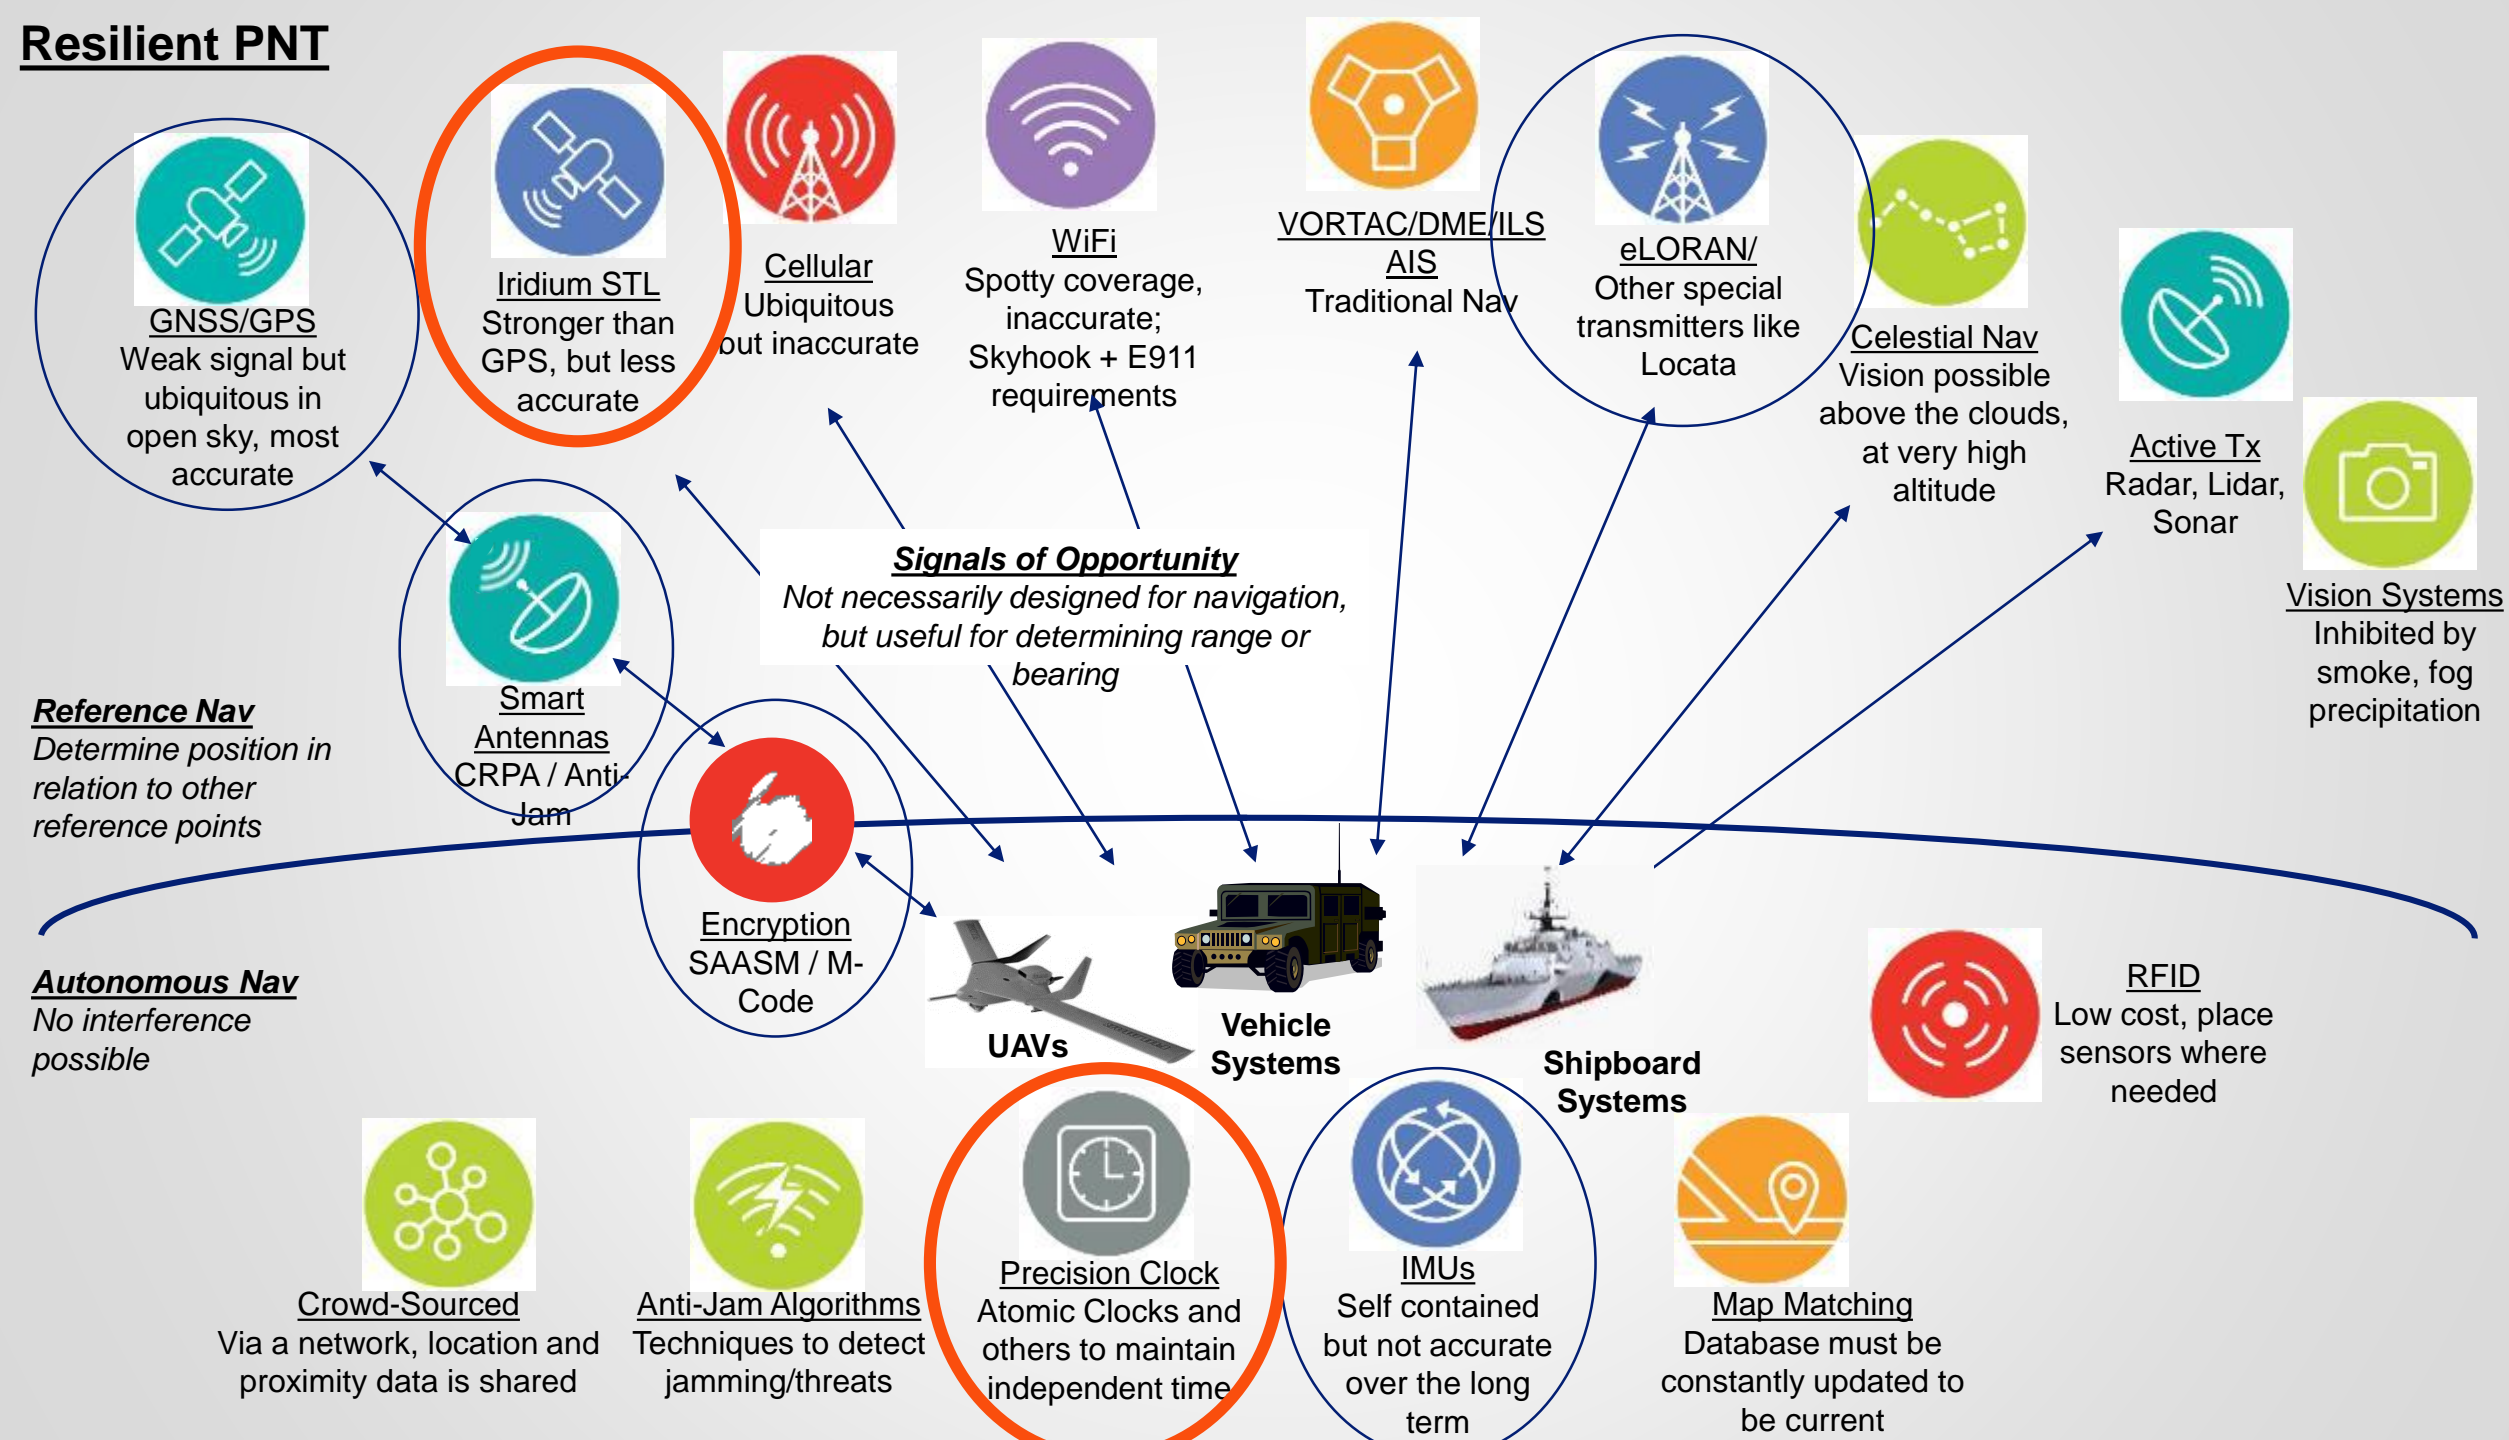 Resilient PNT
GNSS/GPS
Weak signal but
ubiquitous in
open sky, most
accurate
Iridium STL
Stronger than
GPS, but less
accurate
Cellular
Ubiquitous
but inaccurate
WiFi
Spotty coverage,
inaccurate;
Skyhook + E911
requirements
VORTAC/DME/ILS
AIS
Traditional Nav
eLORAN/
Other special
transmitters like
Locata
Celestial Nav
Vision possible
above the clouds,
at very high
altitude
Active Tx
Radar, Lidar,
Sonar
Vision Systems
Inhibited by
smoke, fog
precipitation
Signals of Opportunity
Not necessarily designed for navigation,
but useful for determining range or
bearing
Smart
Antennas
CRPA / Anti-
Jam
Reference Nav
Determine position in
relation to other
reference points
Encryption
SAASM / M-
Code
Autonomous Nav
No interference
possible
UAVs
Vehicle
Systems
Shipboard
Systems
RFID
Low cost, place
sensors where
needed
Crowd-Sourced
Via a network, location and
proximity data is shared
Anti-Jam Algorithms
Techniques to detect
jamming/threats
Precision Clock
Atomic Clocks and
others to maintain
independent time
IMUs
Self contained
but not accurate
over the long
term
Map Matching
Database must be
constantly updated to
be current